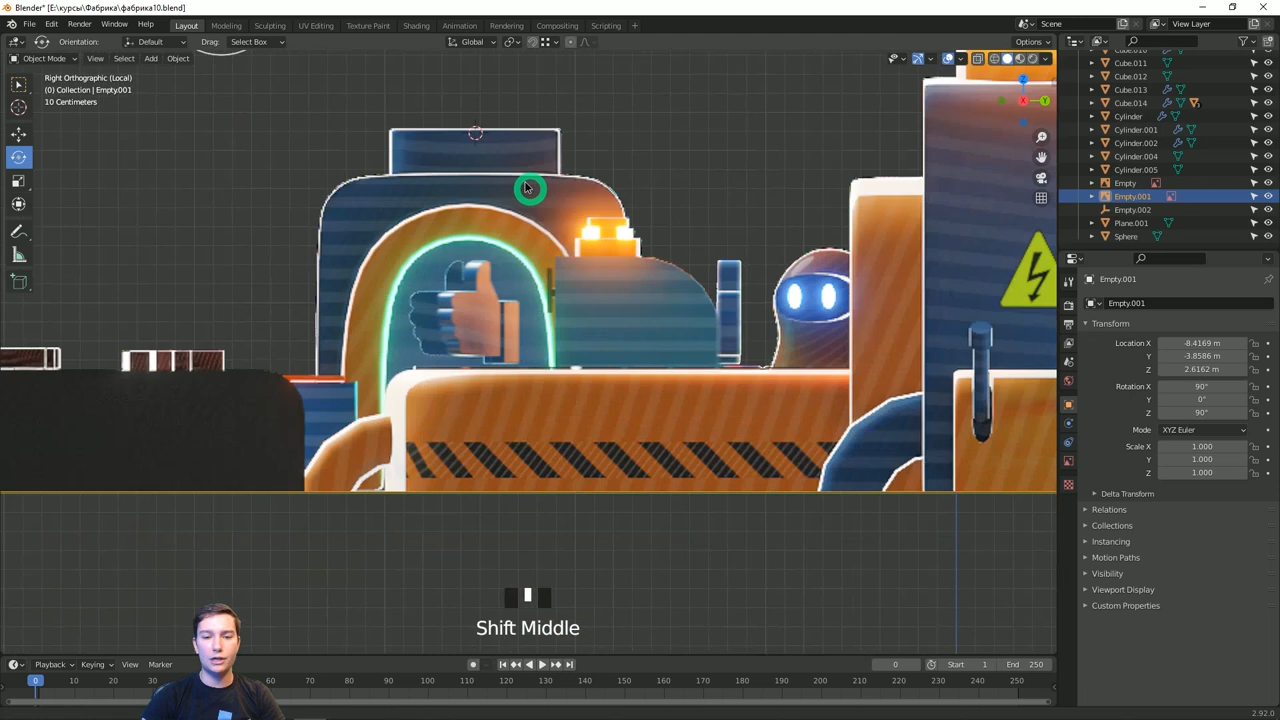 Blender* [E:\курсы\Фабрика\фабрика10.blend]
File Edit Render Window Help
Layout Modeling Sculpting UV Editing Texture Paint Shading Animation Rendering Compositing Scripting + Scene View Layer
Orientation: Default Drag: Select Box Global Options
Object Mode View Select Add Object
Right Orthographic (Local)
(0) Collection | Empty.001
10 Centimeters
Z
Y
X
Cube.011
Cube.012
Cube.013
Cube.014
Cylinder
Cylinder.001
Cylinder.002
Cylinder.004
Cylinder.005
Empty
Empty.001
Empty.002
Plane.001
Sphere
Empty.001
Empty.001
Transform
Location X -8.4169 m
Y -3.8586 m
Z 2.6162 m
Rotation X 90°
Y 0°
Z 90°
Mode XYZ Euler
Scale X 1.000
Y 1.000
Z 1.000
Delta Transform
Relations
Collections
Instancing
Motion Paths
Visibility
Viewport Display
Custom Properties
Shift Middle
Playback Keying View Marker 0 Start 1 End 250
0 10 20 30 40 50 60 70 80 90 100 110 120 130 140 150 160 170 180 190 200 210 220 230 240 250
2.92.0